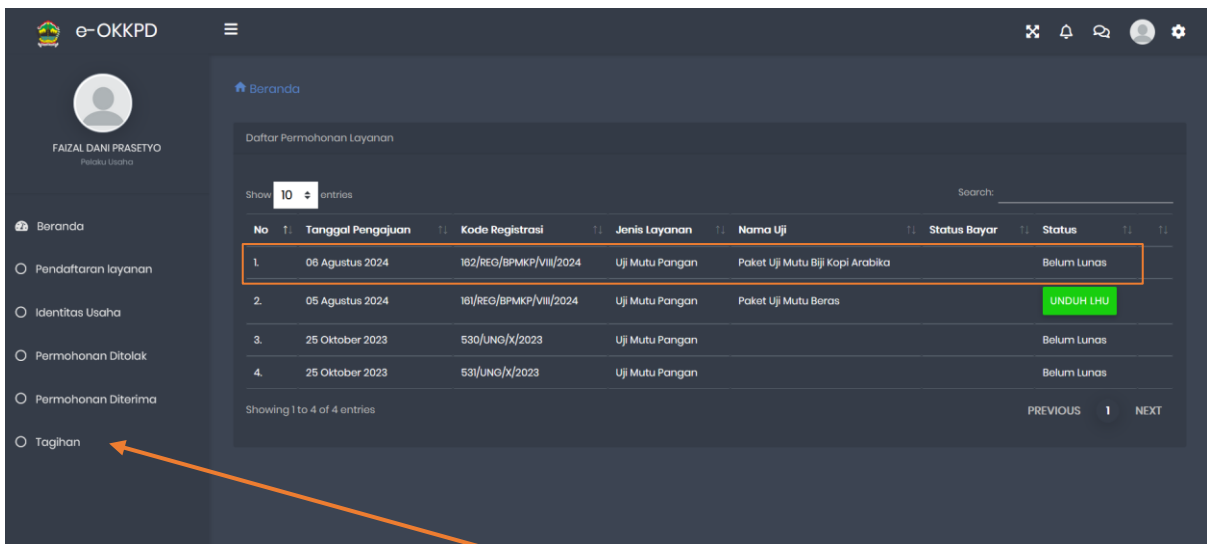 e-OKKPD
FAIZAL DANI PRASETYO
Pelaku Usaha
Beranda
Pendaftaran layanan
Identitas Usaha
Permohonan Ditolak
Permohonan Diterima
Tagihan
Beranda
Daftar Permohonan Layanan
Show 10 entries Search:
No Tanggal Pengajuan Kode Registrasi Jenis Layanan Nama Uji Status Bayar Status
1. 06 Agustus 2024 162/REG/BPMKP/VIII/2024 Uji Mutu Pangan Paket Uji Mutu Biji Kopi Arabika Belum Lunas
2. 05 Agustus 2024 161/REG/BPMKP/VIII/2024 Uji Mutu Pangan Paket Uji Mutu Beras UNDUH LHU
3. 25 Oktober 2023 530/UNG/X/2023 Uji Mutu Pangan Belum Lunas
4. 25 Oktober 2023 531/UNG/X/2023 Uji Mutu Pangan Belum Lunas
Showing 1 to 4 of 4 entries PREVIOUS 1 NEXT